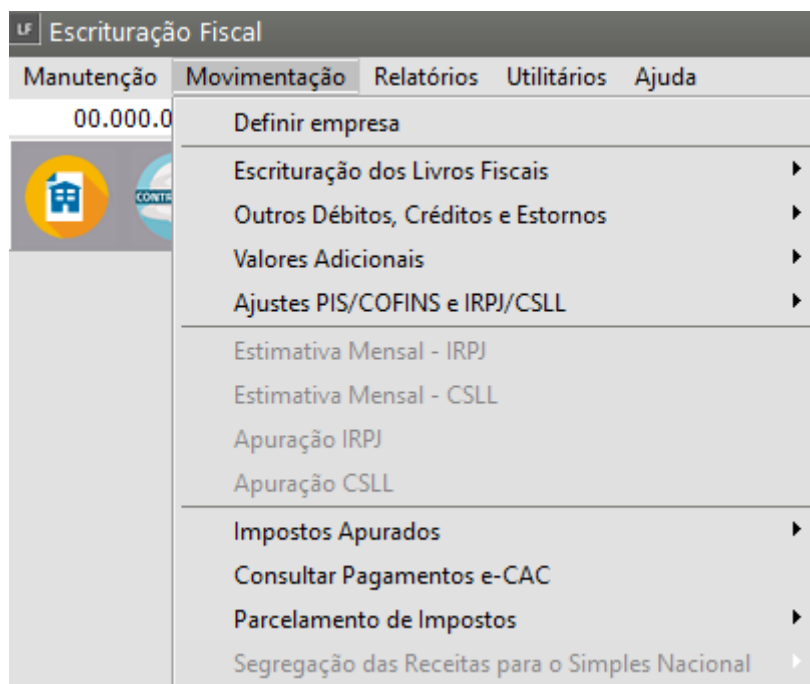 LF Escrituração Fiscal
Manutenção Movimentação Relatórios Utilitários Ajuda
00.000.0
Definir empresa
Escrituração dos Livros Fiscais
Outros Débitos, Créditos e Estornos
Valores Adicionais
Ajustes PIS/COFINS e IRPJ/CSLL
Estimativa Mensal - IRPJ
Estimativa Mensal - CSLL
Apuração IRPJ
Apuração CSLL
Impostos Apurados
Consultar Pagamentos e-CAC
Parcelamento de Impostos
Segregação das Receitas para o Simples Nacional